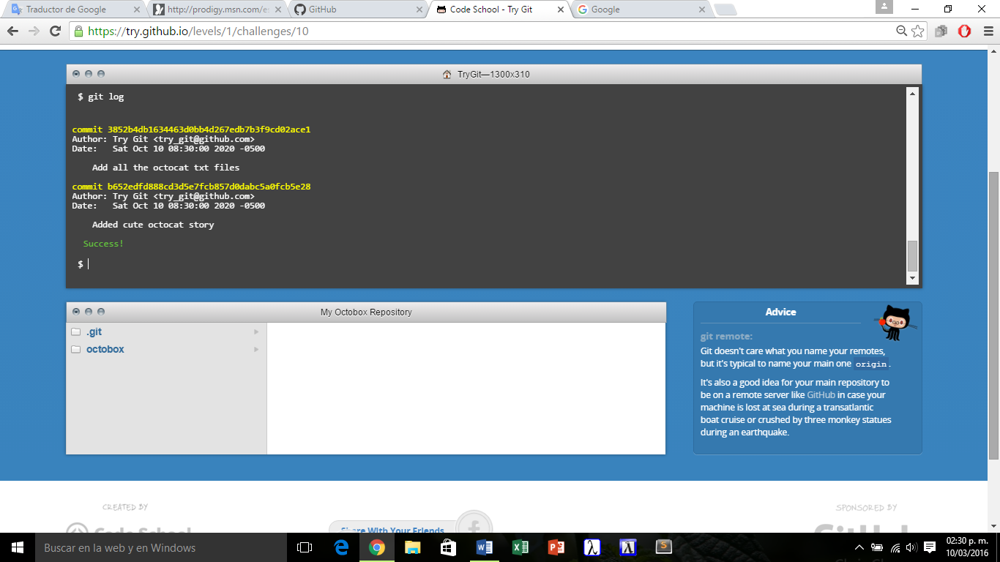 Traductor de Google
http://prodigy.msn.com/es
GitHub
Code School - Try Git
Google
https://try.github.io/levels/1/challenges/10
TryGit—1300x310
$ git log
commit 3852b4db1634463d0bb4d267edb7b3f9cd02ace1
Author: Try Git <try_git@github.com>
Date:   Sat Oct 10 08:30:00 2020 -0500
Add all the octocat txt files
commit b652edfd888cd3d5e7fcb857d0dabc5a0fcb5e28
Author: Try Git <try_git@github.com>
Date:   Sat Oct 10 08:30:00 2020 -0500
Added cute octocat story
Success!
$
My Octobox Repository
.git
octobox
Advice
git remote:
Git doesn't care what you name your remotes,
but it's typical to name your main one origin.
It's also a good idea for your main repository to
be on a remote server like GitHub in case your
machine is lost at sea during a transatlantic
boat cruise or crushed by three monkey statues
during an earthquake.
CREATED BY
Code School
Share With Your Friends
SPONSORED BY
GitHub
Buscar en la web y en Windows
02:30 p. m.
10/03/2016